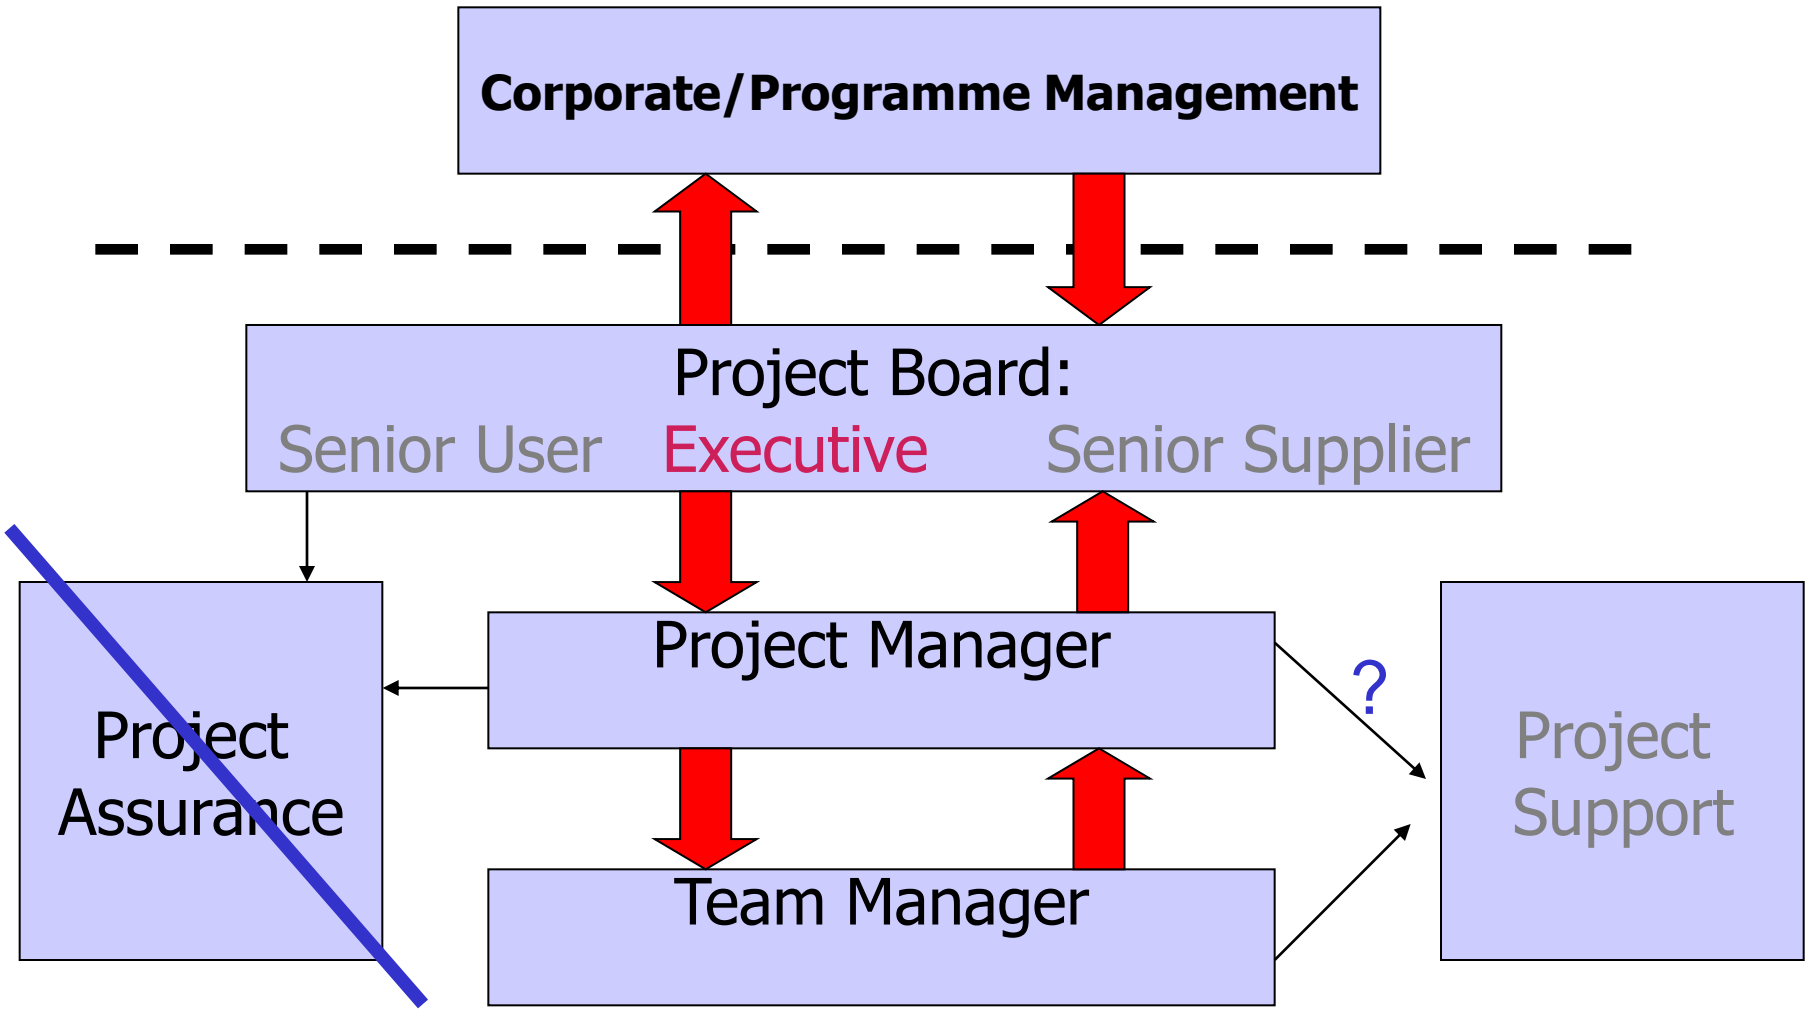 Corporate/Programme Management
Project Board:
Senior User Executive Senior Supplier
Project Manager
?
Project
Assurance
Project
Support
Team Manager